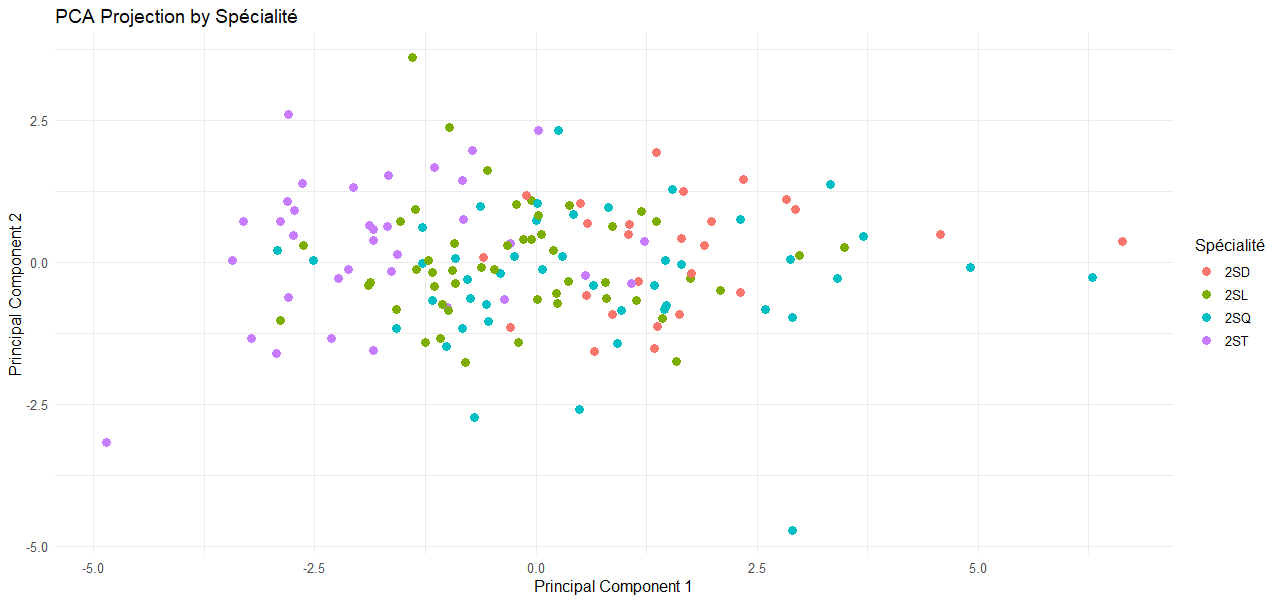 PCA Projection by Spécialité
Principal Component 2
2.5
0.0
-2.5
-5.0
-5.0
-2.5
0.0
2.5
5.0
Principal Component 1
Spécialité
2SD
2SL
2SQ
2ST